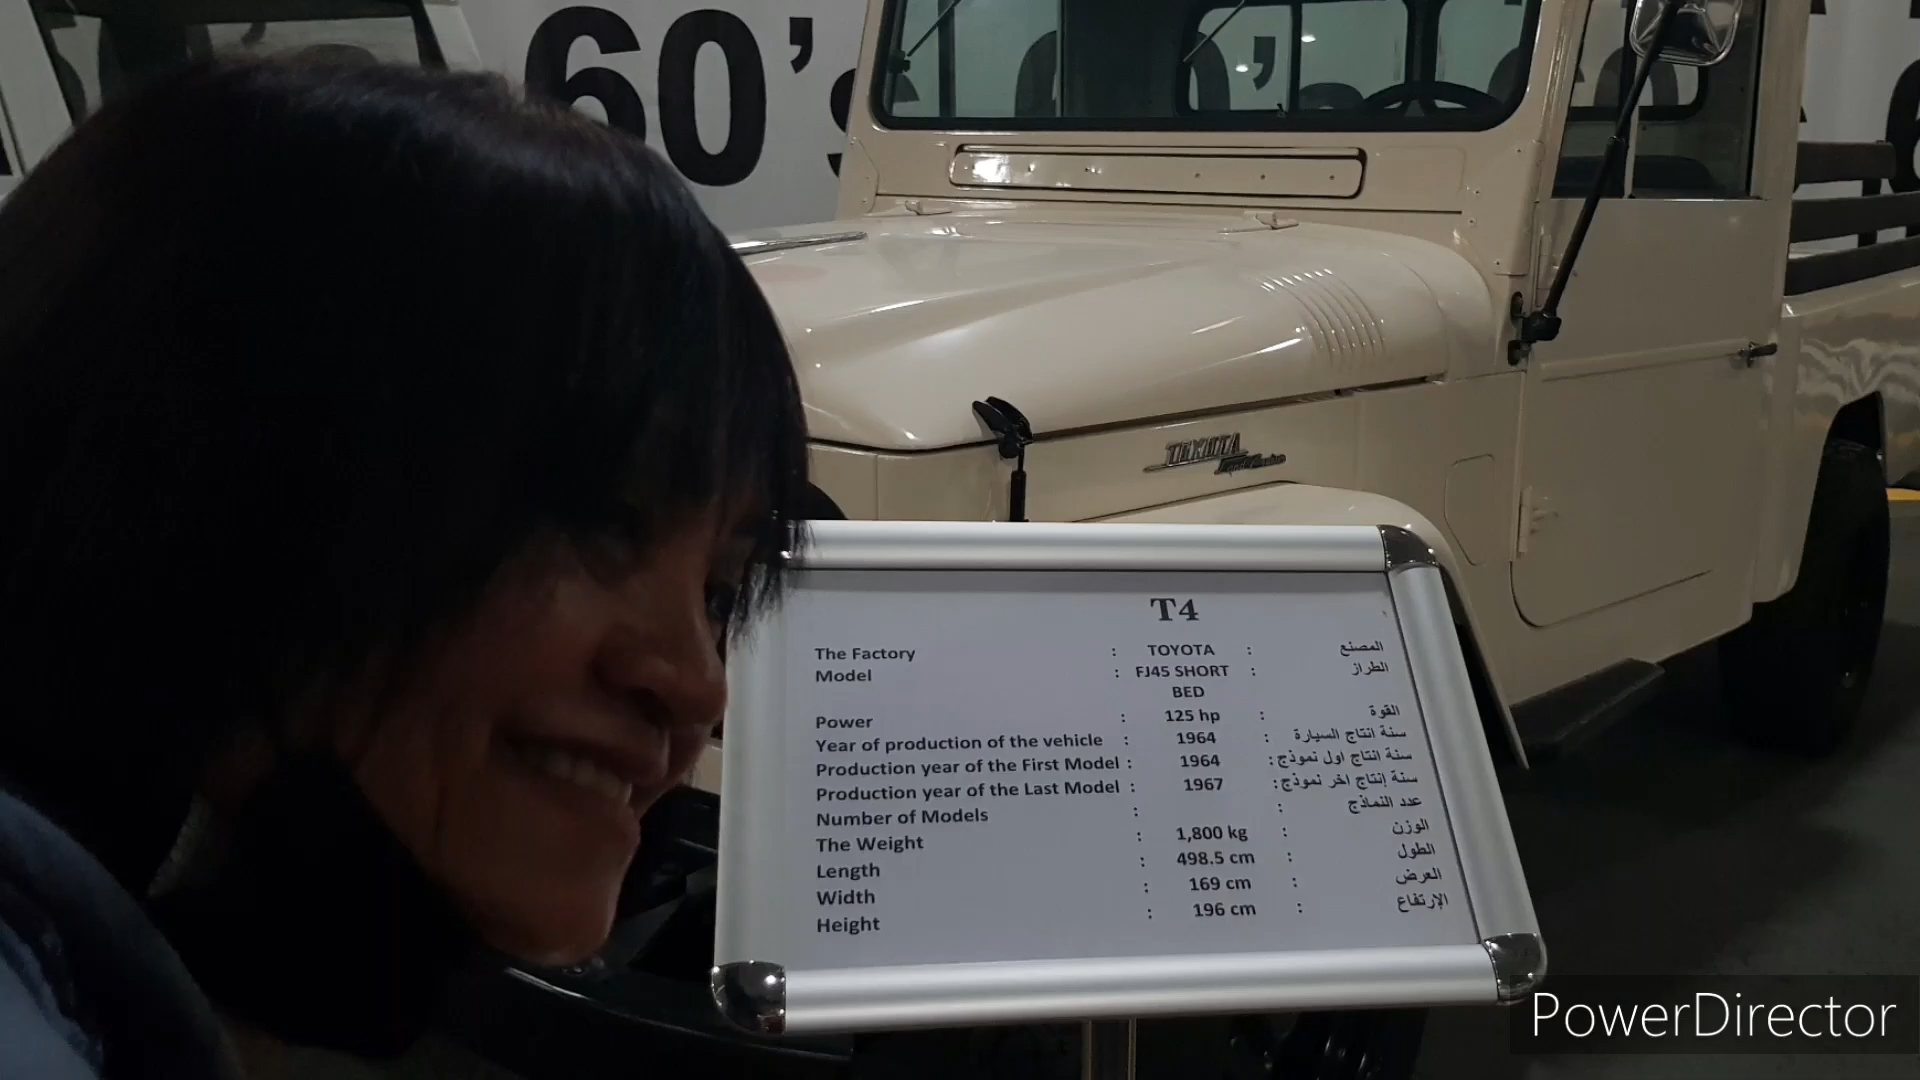 60's
TOYOTA
Land Cruiser
T4
The Factory : TOYOTA : المصنع
Model : FJ45 SHORT BED : الطراز
Power : 125 hp : القوة
Year of production of the vehicle : 1964 : سنة انتاج السيارة
Production year of the First Model : 1964 : سنة انتاج اول نموذج
Production year of the Last Model : 1967 : سنة إنتاج اخر نموذج
Number of Models : : عدد النماذج
The Weight : 1,800 kg : الوزن
Length : 498.5 cm : الطول
Width : 169 cm : العرض
Height : 196 cm : الإرتفاع
PowerDirector